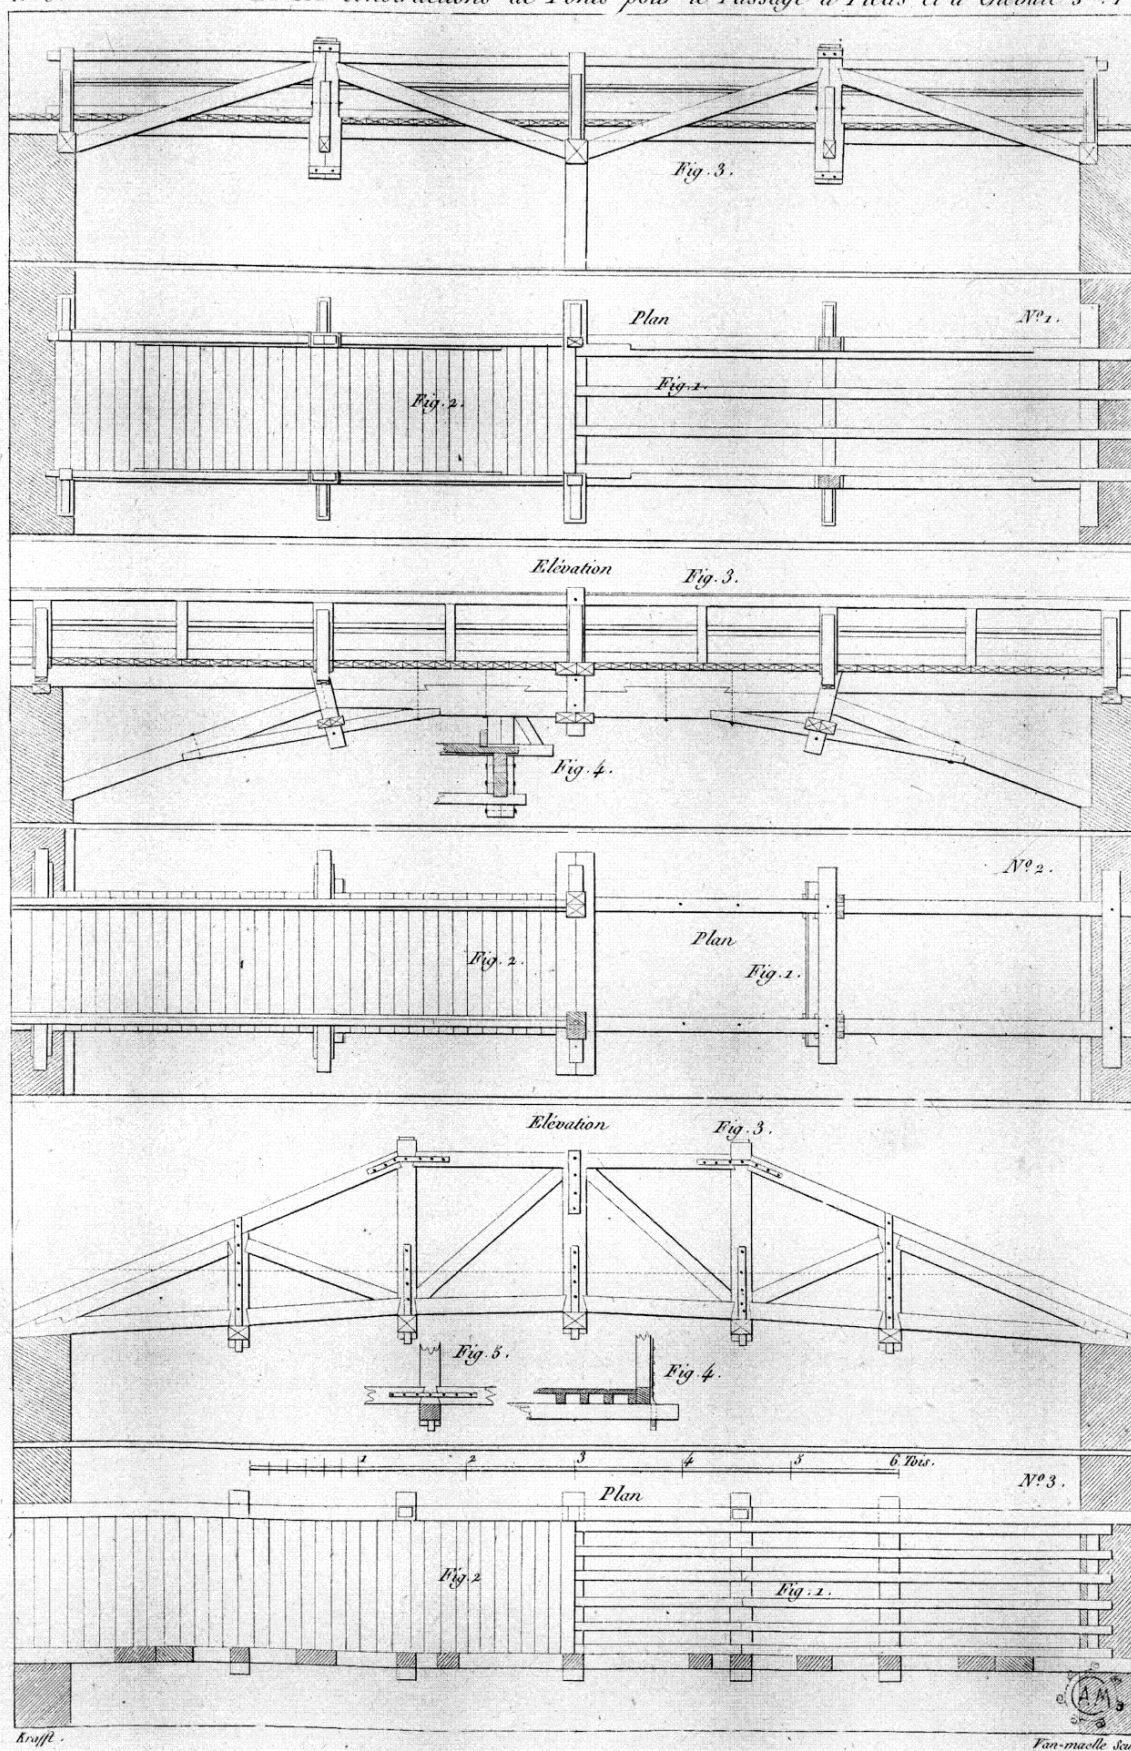 Constructions de Ponts pour le Passage à Pieds et à Cheval
Fig. 3.
Plan
Nº 1.
Fig. 1.
Fig. 2.
Elévation
Fig. 3.
Fig. 4.
Nº 2.
Plan
Fig. 2.
Fig. 1.
Elévation
Fig. 3.
Fig. 5.
Fig. 4.
1 2 3 4 5 6 Tois.
Nº 3.
Plan
Fig. 2
Fig. 1.
A.M
Krafft.
Van-maelle Scu